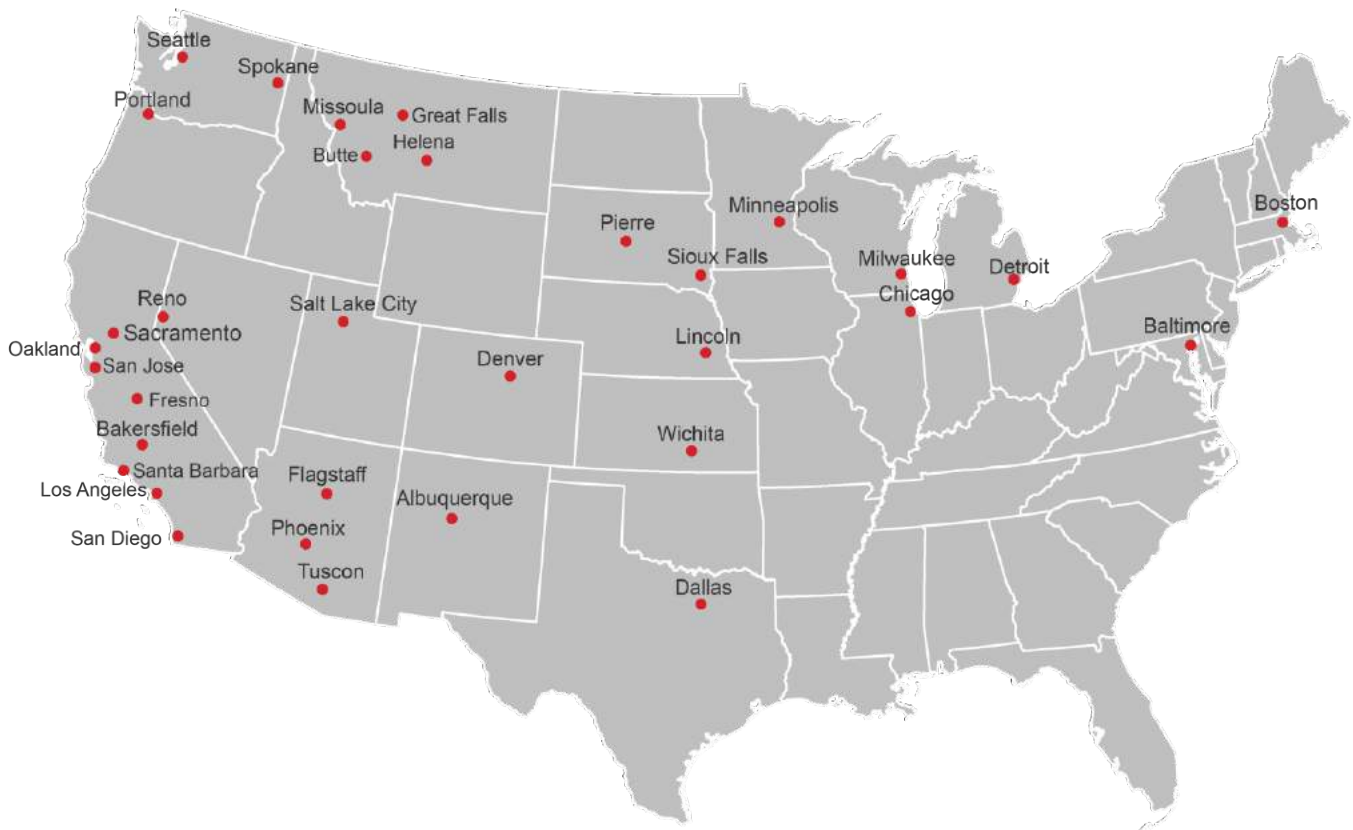 Seattle
Spokane
Portland
Missoula
Great Falls
Helena
Butte
Minneapolis
Boston
Pierre
Sioux Falls
Milwaukee
Detroit
Chicago
Reno
Salt Lake City
Sacramento
Oakland
San Jose
Lincoln
Baltimore
Denver
Fresno
Bakersfield
Wichita
Santa Barbara
Los Angeles
Flagstaff
Albuquerque
San Diego
Phoenix
Tuscon
Dallas